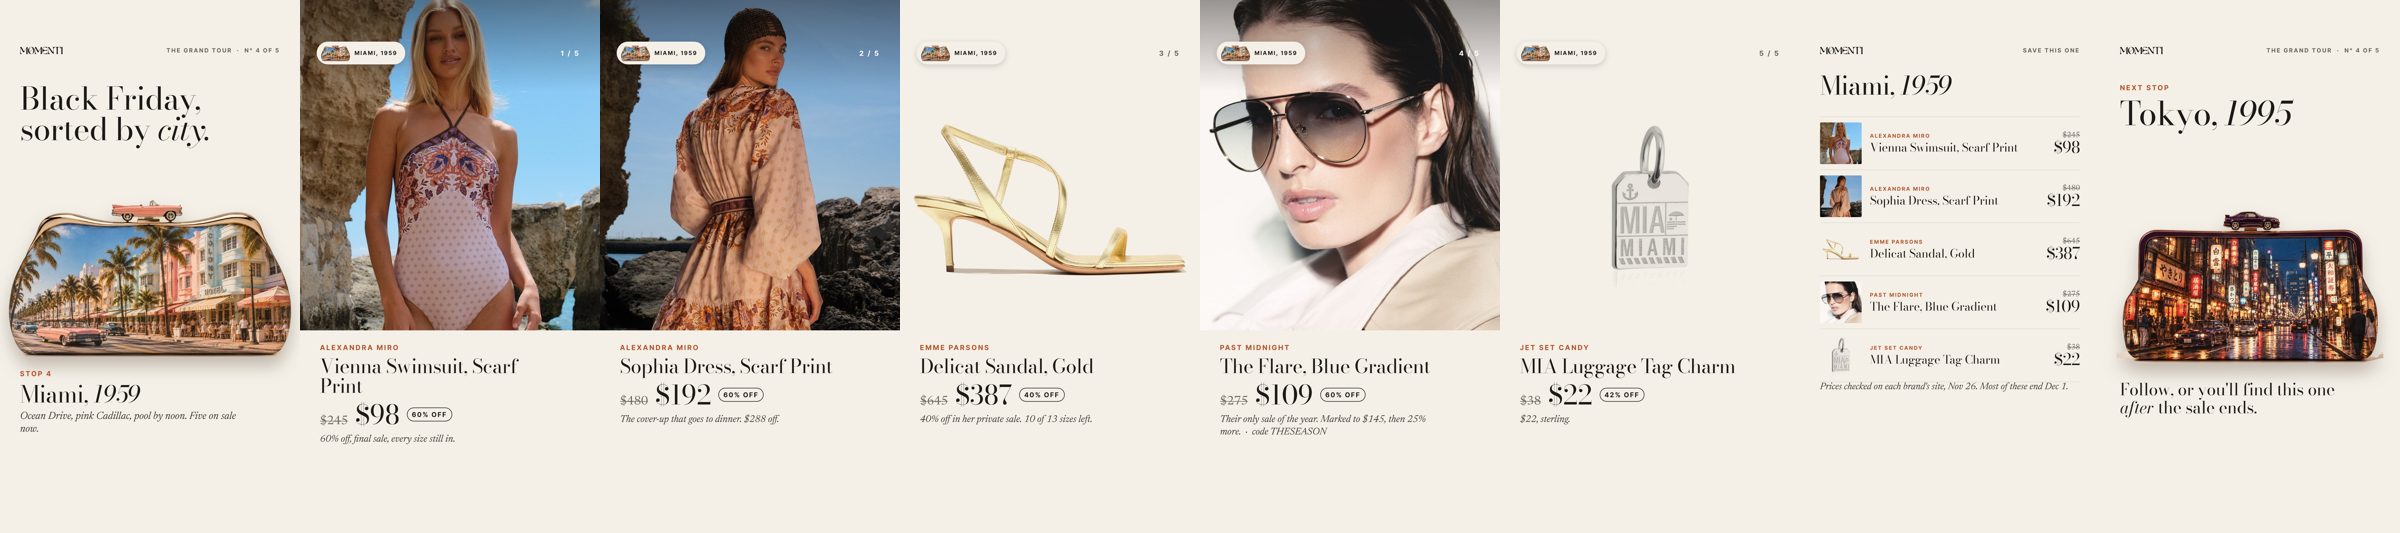 MØMENTI
THE GRAND TOUR · N° 4 OF 5
Black Friday,
sorted by city.
STOP 4
Miami, 1959
Ocean Drive, pink Cadillac, pool by noon. Five on sale
now.
MIAMI, 1959
1 / 5
ALEXANDRA MIRO
Vienna Swimsuit, Scarf
Print
$245 $98 60% OFF
60% off, final sale, every size still in.
MIAMI, 1959
2 / 5
ALEXANDRA MIRO
Sophia Dress, Scarf Print
$480 $192 60% OFF
The cover-up that goes to dinner. $288 off.
MIAMI, 1959
3 / 5
EMME PARSONS
Delicat Sandal, Gold
$645 $387 40% OFF
40% off in her private sale. 10 of 13 sizes left.
MIAMI, 1959
4 / 5
PAST MIDNIGHT
The Flare, Blue Gradient
$275 $109 60% OFF
Their only sale of the year. Marked to $145, then 25%
more. · code THESEASON
MIAMI, 1959
5 / 5
MIA
MIAMI
JET SET CANDY
MIA Luggage Tag Charm
$38 $22 42% OFF
$22, sterling.
MØMENTI
SAVE THIS ONE
Miami, 1959
ALEXANDRA MIRO
Vienna Swimsuit, Scarf Print
$245
$98
ALEXANDRA MIRO
Sophia Dress, Scarf Print
$480
$192
EMME PARSONS
Delicat Sandal, Gold
$645
$387
PAST MIDNIGHT
The Flare, Blue Gradient
$275
$109
JET SET CANDY
MIA Luggage Tag Charm
$38
$22
Prices checked on each brand's site, Nov 26. Most of these end Dec 1.
MØMENTI
THE GRAND TOUR · N° 4 OF 5
NEXT STOP
Tokyo, 1995
Follow, or you'll find this one
after the sale ends.